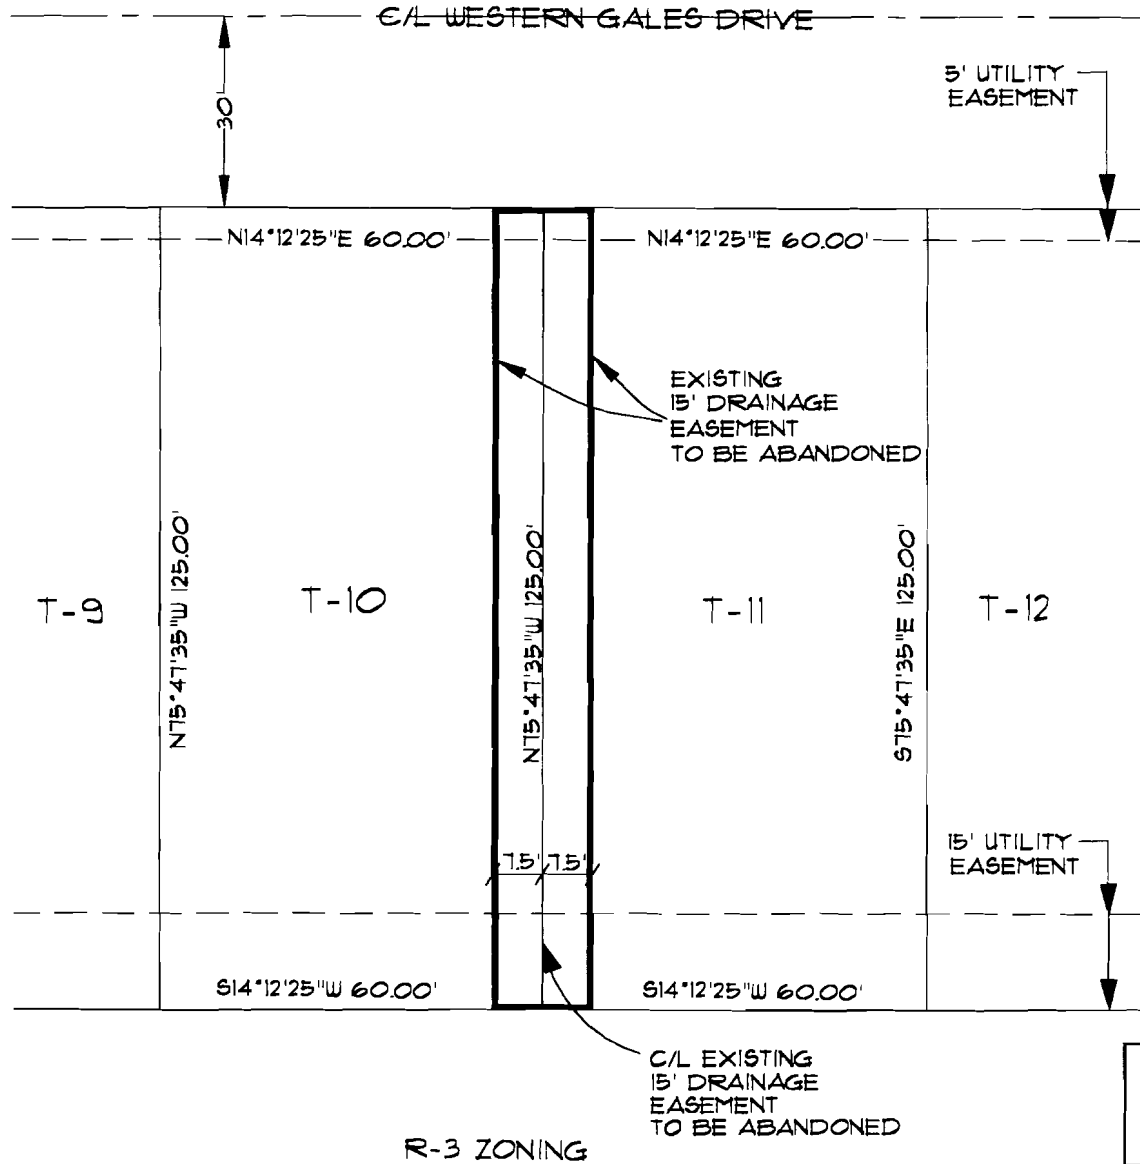 C/L WESTERN GALES DRIVE
5' UTILITY
EASEMENT
30'
N14°12'25"E 60.00'
N14°12'25"E 60.00'
EXISTING
15' DRAINAGE
EASEMENT
TO BE ABANDONED
T-9
N75°47'35"W 125.00'
T-10
N75°47'35"W 125.00'
T-11
S75°47'35"E 125.00'
T-12
7.5'
7.5'
15' UTILITY
EASEMENT
S14°12'25"W 60.00'
S14°12'25"W 60.00'
C/L EXISTING
15' DRAINAGE
EASEMENT
TO BE ABANDONED
R-3 ZONING